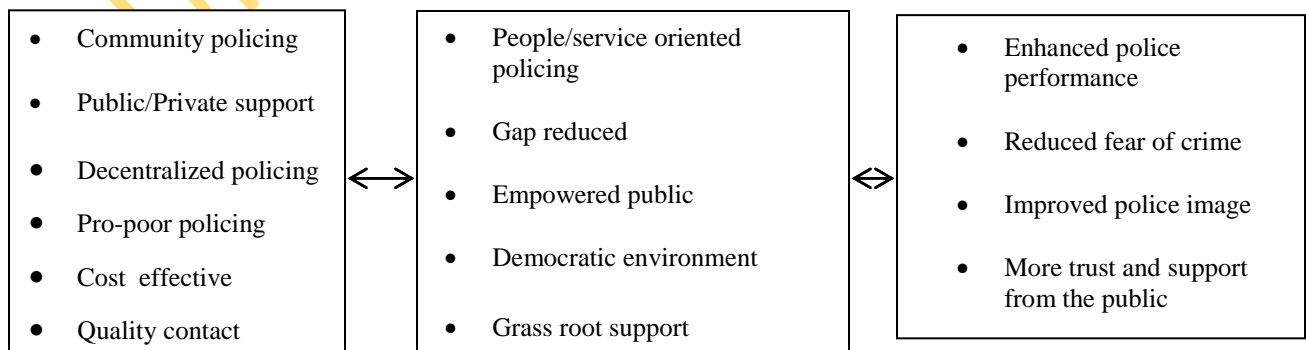 • Community policing
• Public/Private support
• Decentralized policing
• Pro-poor policing
• Cost effective
• Quality contact
• People/service oriented
policing
• Gap reduced
• Empowered public
• Democratic environment
• Grass root support
• Enhanced police
performance
• Reduced fear of crime
• Improved police image
• More trust and support
from the public